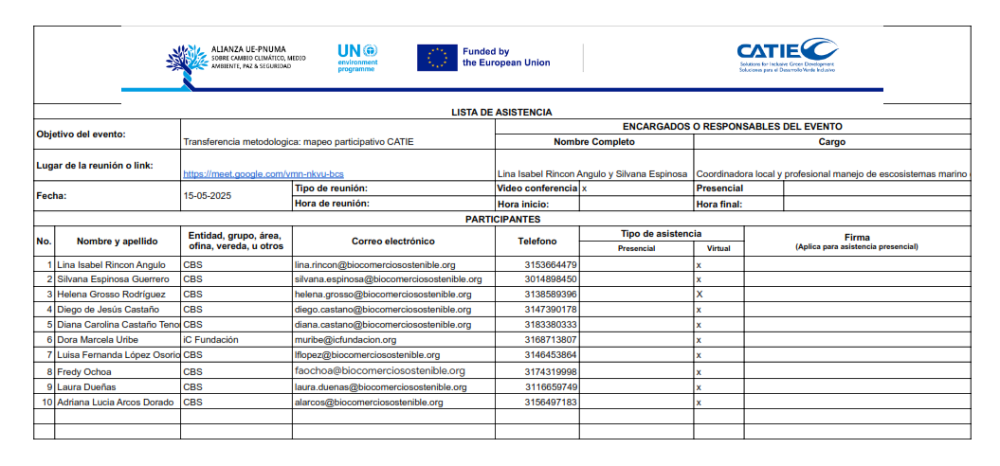 ALIANZA UE-PNUMA
SOBRE CAMBIO CLIMÁTICO, MEDIO
AMBIENTE, PAZ & SEGURIDAD
UN
environment
programme
Funded by
the European Union
CATIE
Solutions for Inclusive Green Development
Soluciones para el Desarrollo Verde Inclusivo
LISTA DE ASISTENCIA
Objetivo del evento: Transferencia metodologica: mapeo participativo CATIE
ENCARGADOS O RESPONSABLES DEL EVENTO
Nombre Completo Cargo
Lugar de la reunión o link: https://meet.google.com/vmn-nkvu-bcs Lina Isabel Rincon Angulo y Silvana Espinosa Coordinadora local y profesional manejo de escosistemas marino
Fecha: 15-05-2025 Tipo de reunión: Video conferencia x Presencial
Hora de reunión: Hora inicio: Hora final:
PARTICIPANTES
No. Nombre y apellido Entidad, grupo, área, ofina, vereda, u otros Correo electrónico Telefono Tipo de asistencia Firma
Presencial Virtual (Aplica para asistencia presencial)
1 Lina Isabel Rincon Angulo CBS lina.rincon@biocomerciosostenible.org 3153664479 x
2 Silvana Espinosa Guerrero CBS silvana.espinosa@biocomerciosostenible.org 3014898450 x
3 Helena Grosso Rodríguez CBS helena.grosso@biocomerciosostenible.org 3138589396 X
4 Diego de Jesús Castaño CBS diego.castano@biocomerciosostenible.org 3147390178 x
5 Diana Carolina Castaño Teno CBS diana.castano@biocomerciosostenible.org 3183380333 x
6 Dora Marcela Uribe iC Fundación muribe@icfundacion.org 3168713807 x
7 Luisa Fernanda López Osorio CBS lflopez@biocomerciosostenible.org 3146453864 x
8 Fredy Ochoa CBS faochoa@biocomerciosostenible.org 3174319998 x
9 Laura Dueñas CBS laura.duenas@biocomerciosostenible.org 3116659749 x
10 Adriana Lucia Arcos Dorado CBS alarcos@biocomerciosostenible.org 3156497183 x